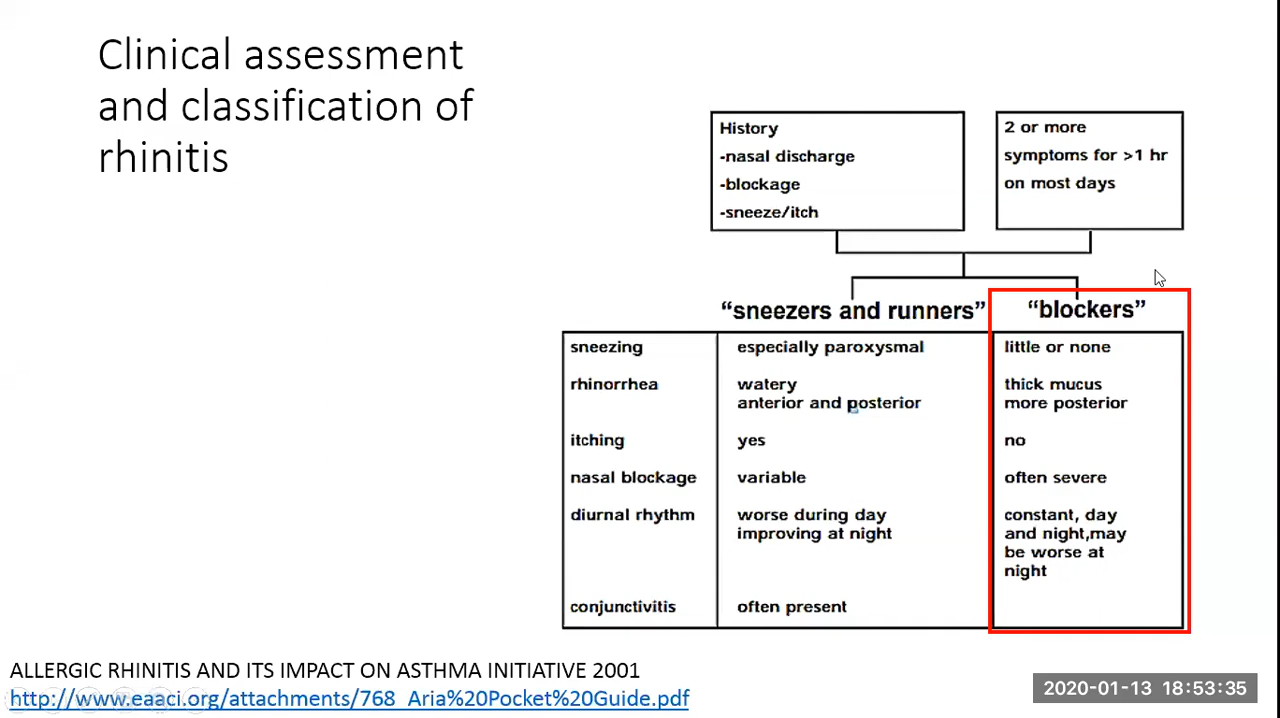 Clinical assessment
and classification of
rhinitis
History
-nasal discharge
-blockage
-sneeze/itch
2 or more
symptoms for >1 hr
on most days
“sneezers and runners”
“blockers”
sneezing
especially paroxysmal
little or none
rhinorrhea
watery
anterior and posterior
thick mucus
more posterior
itching
yes
no
nasal blockage
variable
often severe
diurnal rhythm
worse during day
improving at night
constant, day
and night,may
be worse at
night
conjunctivitis
often present
ALLERGIC RHINITIS AND ITS IMPACT ON ASTHMA INITIATIVE 2001
http://www.eaaci.org/attachments/768_Aria%20Pocket%20Guide.pdf
2020-01-13 18:53:35